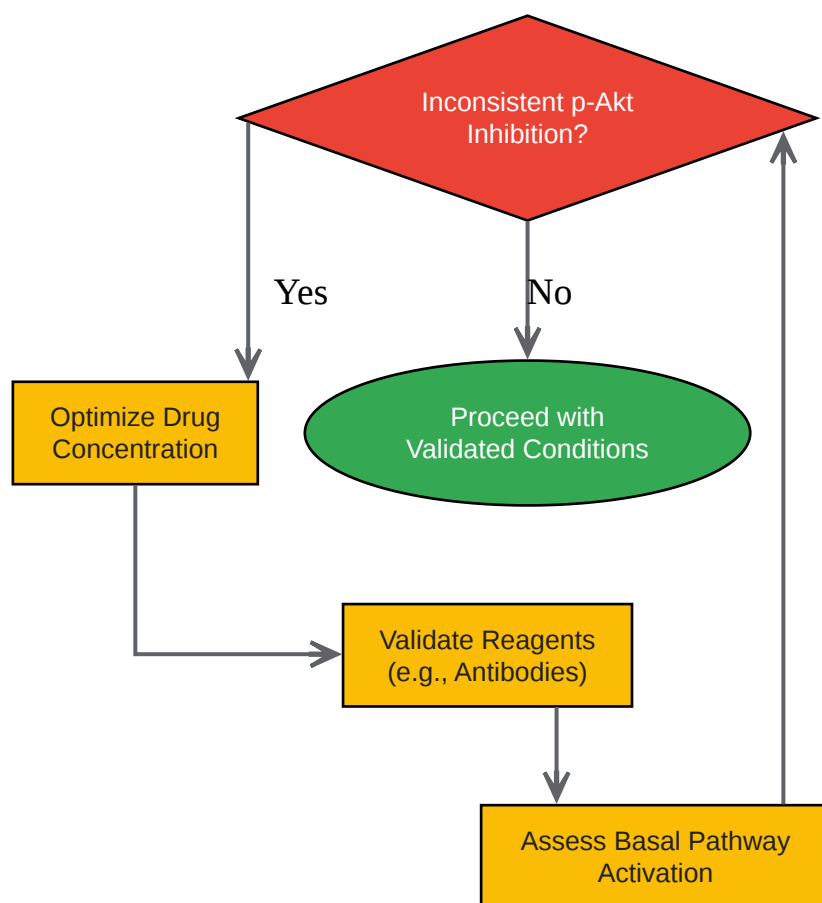 Inconsistent p-Akt
Inhibition?
Yes
No
Optimize Drug
Concentration
Proceed with
Validated Conditions
Validate Reagents
(e.g., Antibodies)
Assess Basal Pathway
Activation